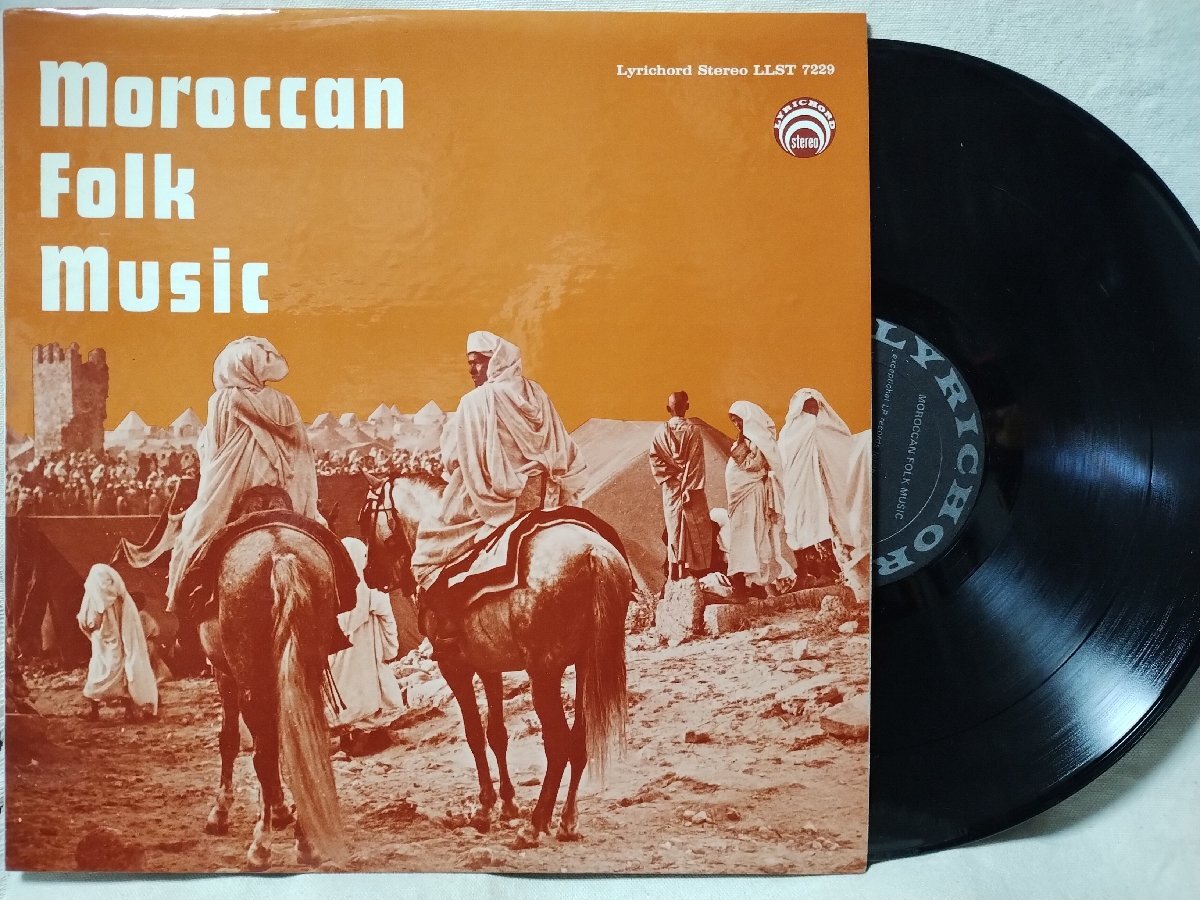 Moroccan
Folk
Music
Lyrichord Stereo LLST 7229
LYRICHORD
stereo
LYRICHOR
MOROCCAN FOLK MUSIC